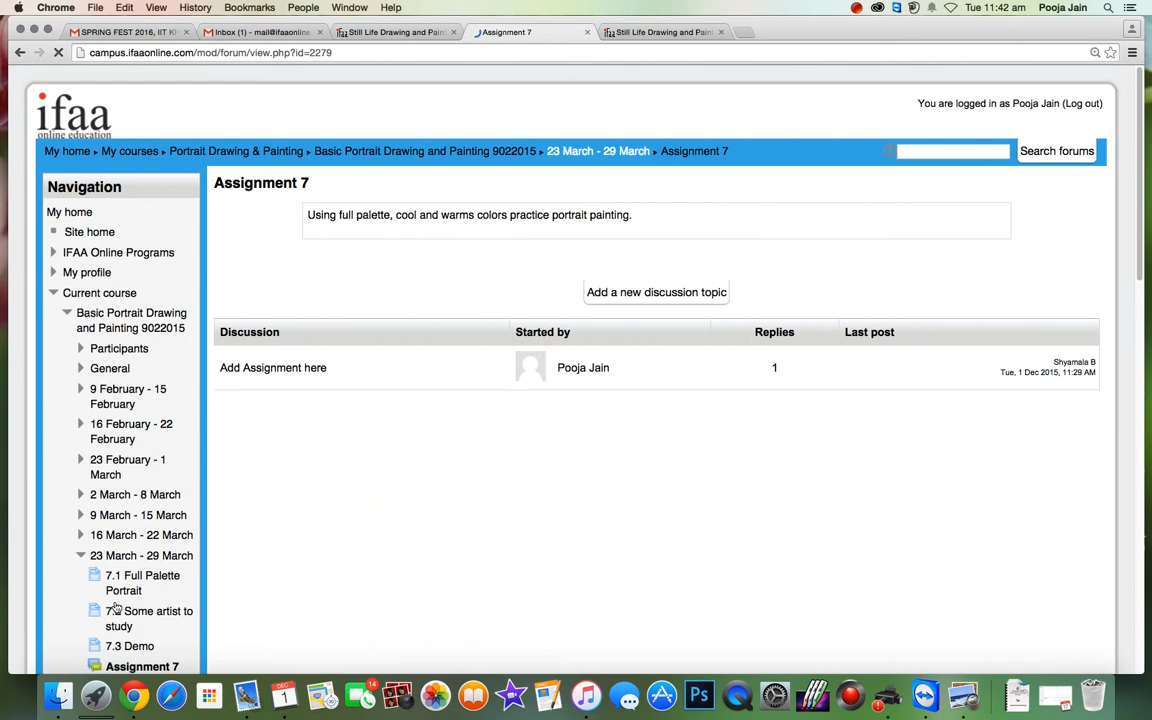 Chrome File Edit View History Bookmarks People Window Help Tue 11:42 am Pooja Jain
SPRING FEST 2016, IIT Inbox (1) - mail@ifaaonline Still Life Drawing and Pain Assignment 7 Still Life Drawing and Paint
campus.ifaaonline.com/mod/forum/view.php?id=2279
ifaa
online education
You are logged in as Pooja Jain (Log out)
My home ▸ My courses ▸ Portrait Drawing & Painting ▸ Basic Portrait Drawing and Painting 9022015 ▸ 23 March - 29 March ▸ Assignment 7
Search forums
Navigation
My home
Site home
IFAA Online Programs
My profile
Current course
Basic Portrait Drawing
and Painting 9022015
Participants
General
9 February - 15
February
16 February - 22
February
23 February - 1
March
2 March - 8 March
9 March - 15 March
16 March - 22 March
23 March - 29 March
7.1 Full Palette
Portrait
Some artist to
study
7.3 Demo
Assignment 7
Assignment 7
Using full palette, cool and warms colors practice portrait painting.
Add a new discussion topic
Discussion Started by Replies Last post
Add Assignment here Pooja Jain 1 Shyamala B
Tue, 1 Dec 2015, 11:29 AM
14
DEC
1
Ps